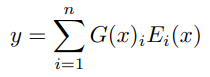 y = \sum_{i=1}^{n} G(x)_i E_i(x)